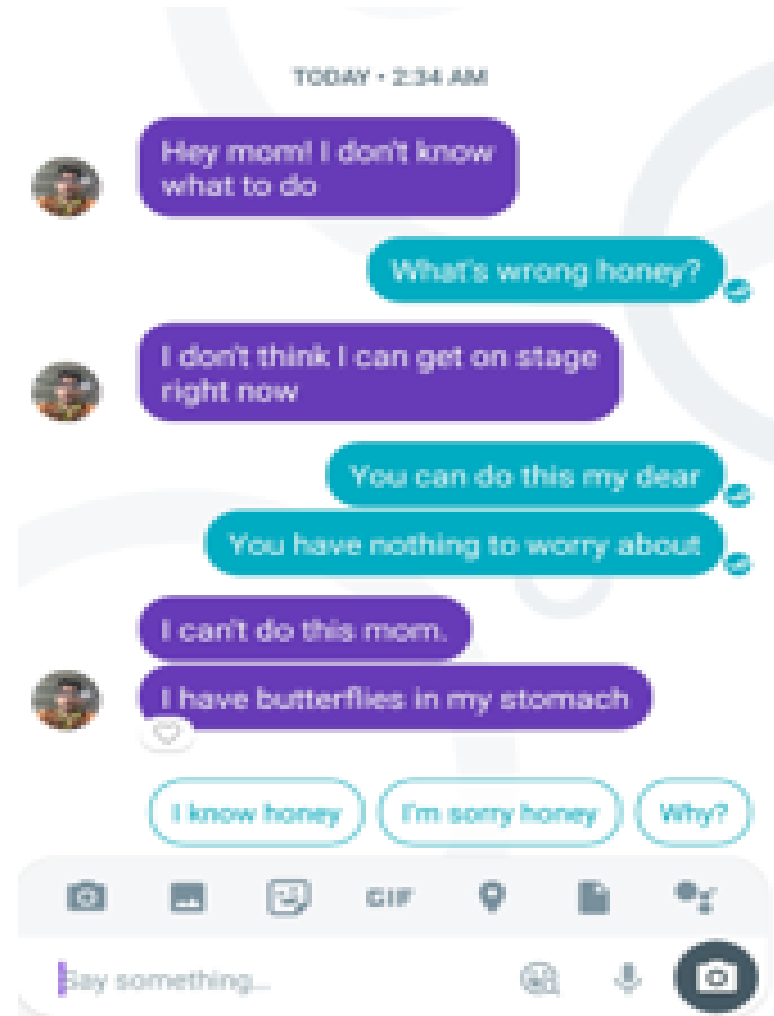 TODAY • 2:34 AM
Hey mom! I don't know
what to do
What's wrong honey?
I don't think I can get on stage
right now
You can do this my dear
You have nothing to worry about
I can't do this mom.
I have butterflies in my stomach
I know honey
I'm sorry honey
Why?
GIF
Say something...